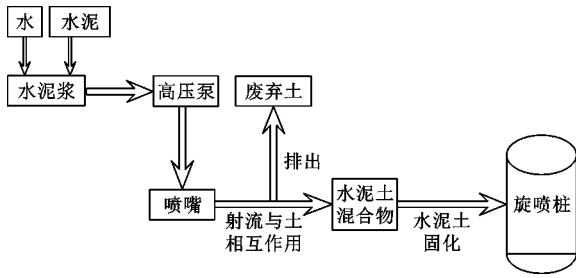 水
水泥
水泥浆
高压泵
废弃土
排出
喷嘴
射流与土
相互作用
水泥土
混合物
水泥土
固化
旋喷桩